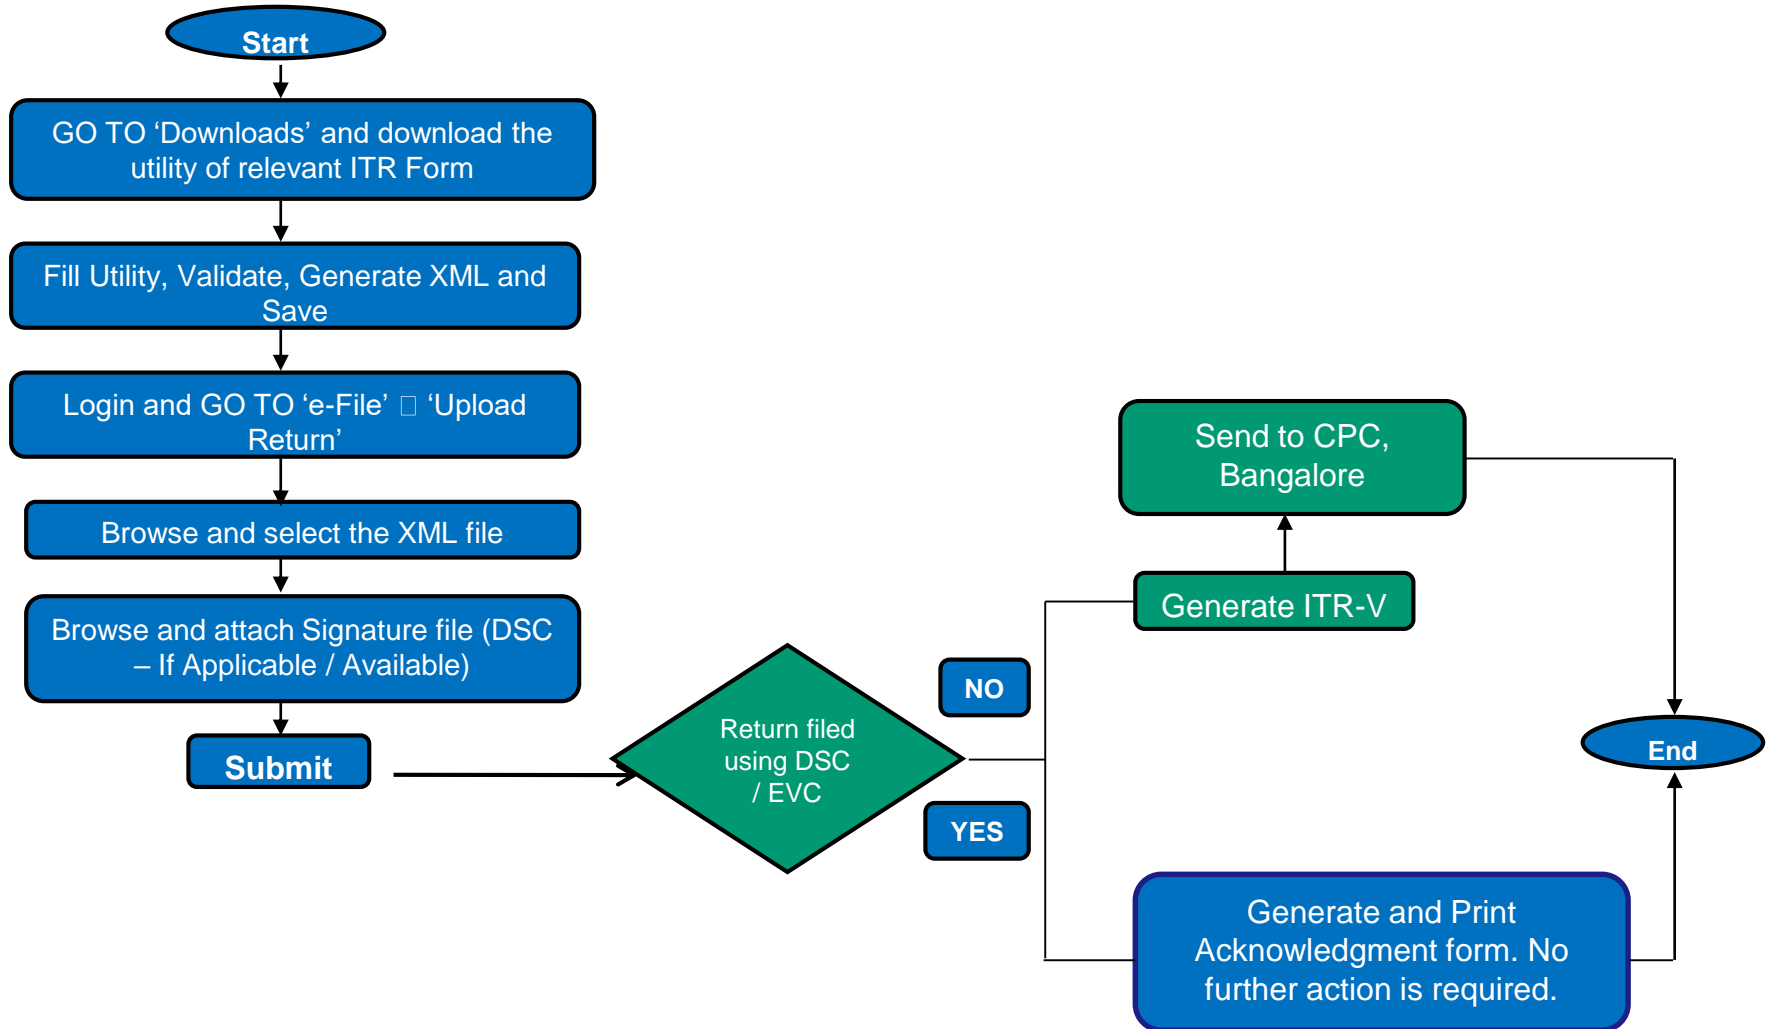 Start
GO TO ‘Downloads’ and download the
utility of relevant ITR Form
Fill Utility, Validate, Generate XML and
Save
Login and GO TO ‘e-File’ □ ‘Upload
Return’
Browse and select the XML file
Browse and attach Signature file (DSC
– If Applicable / Available)
Submit
Return filed
using DSC
/ EVC
NO
YES
Send to CPC,
Bangalore
Generate ITR-V
Generate and Print
Acknowledgment form. No
further action is required.
End